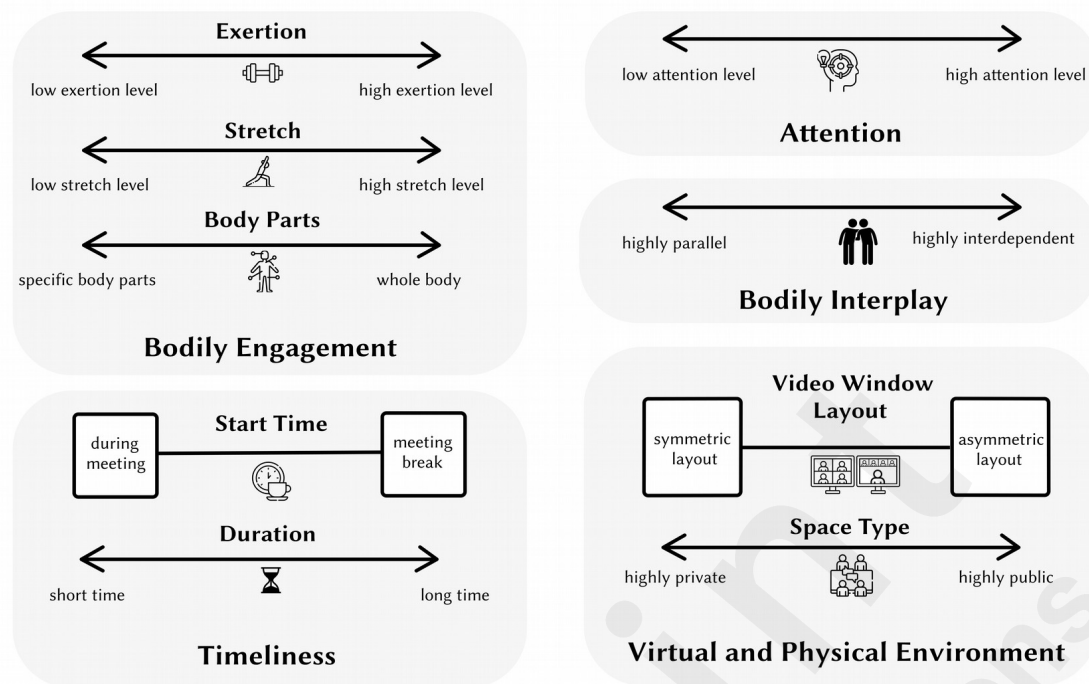 Exertion
low exertion level
high exertion level
Stretch
low stretch level
high stretch level
Body Parts
specific body parts
whole body
Bodily Engagement
low attention level
high attention level
Attention
highly parallel
highly interdependent
Bodily Interplay
during
meeting
Start Time
meeting
break
Duration
short time
long time
Timeliness
Video Window
Layout
symmetric
layout
asymmetric
layout
Space Type
highly private
highly public
Virtual and Physical Environment